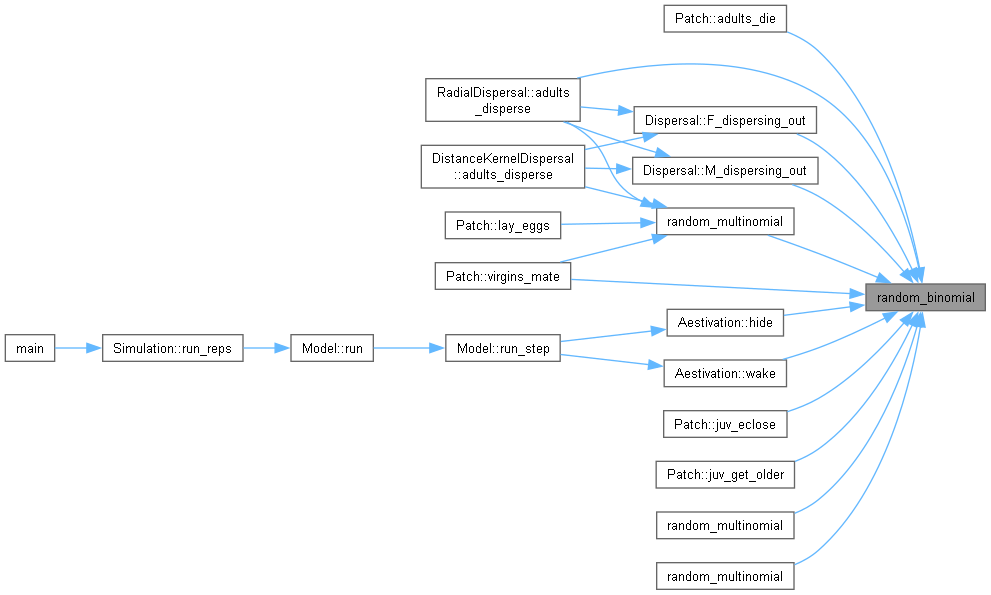 Patch::adults_die
RadialDispersal::adults
_disperse
Dispersal::F_dispersing_out
DistanceKernelDispersal
::adults_disperse
Dispersal::M_dispersing_out
random_multinomial
Patch::lay_eggs
Patch::virgins_mate
random_binomial
Aestivation::hide
main
Simulation::run_reps
Model::run
Model::run_step
Aestivation::wake
Patch::juv_eclose
Patch::juv_get_older
random_multinomial
random_multinomial